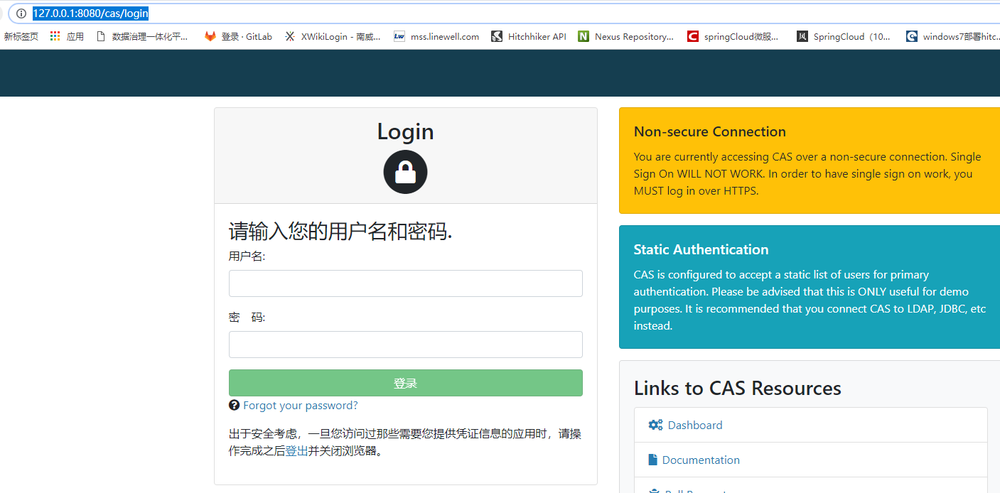 127.0.0.1:8080/cas/login
新标签页 应用 数据治理一体化平... 登录 · GitLab XWikiLogin - 南威... Lw mss.linewell.com Hitchhiker API N Nexus Repository... C springCloud微服... SpringCloud（10... windows7部署hitc...
Login
请输入您的用户名和密码.
用户名:
密 码:
登录
Forgot your password?
出于安全考虑，一旦您访问过那些需要您提供凭证信息的应用时，请操
作完成之后登出并关闭浏览器。
Non-secure Connection
You are currently accessing CAS over a non-secure connection. Single
Sign On WILL NOT WORK. In order to have single sign on work, you
MUST log in over HTTPS.
Static Authentication
CAS is configured to accept a static list of users for primary
authentication. Please be advised that this is ONLY useful for demo
purposes. It is recommended that you connect CAS to LDAP, JDBC, etc
instead.
Links to CAS Resources
Dashboard
Documentation